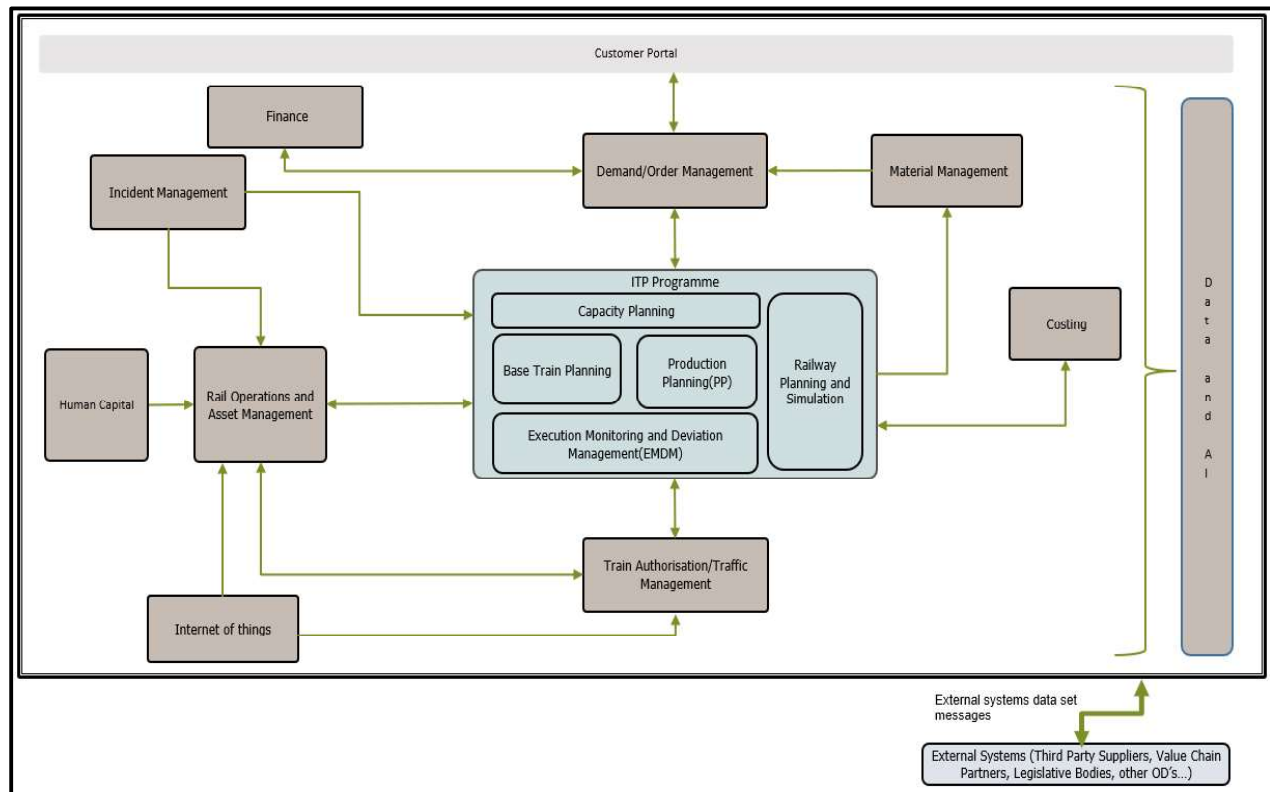 Customer Portal
Finance
Demand/Order Management
Material Management
Incident Management
ITP Programme
Capacity Planning
Base Train Planning
Production
Planning(PP)
Railway
Planning and
Simulation
Execution Monitoring and Deviation
Management(EMDM)
Costing
Human Capital
Rail Operations and
Asset Management
Train Authorisation/Traffic
Management
Internet of things
D
a
t
a
a
n
d
AI
External systems data set
messages
External Systems (Third Party Suppliers, Value Chain
Partners, Legislative Bodies, other OD's...)